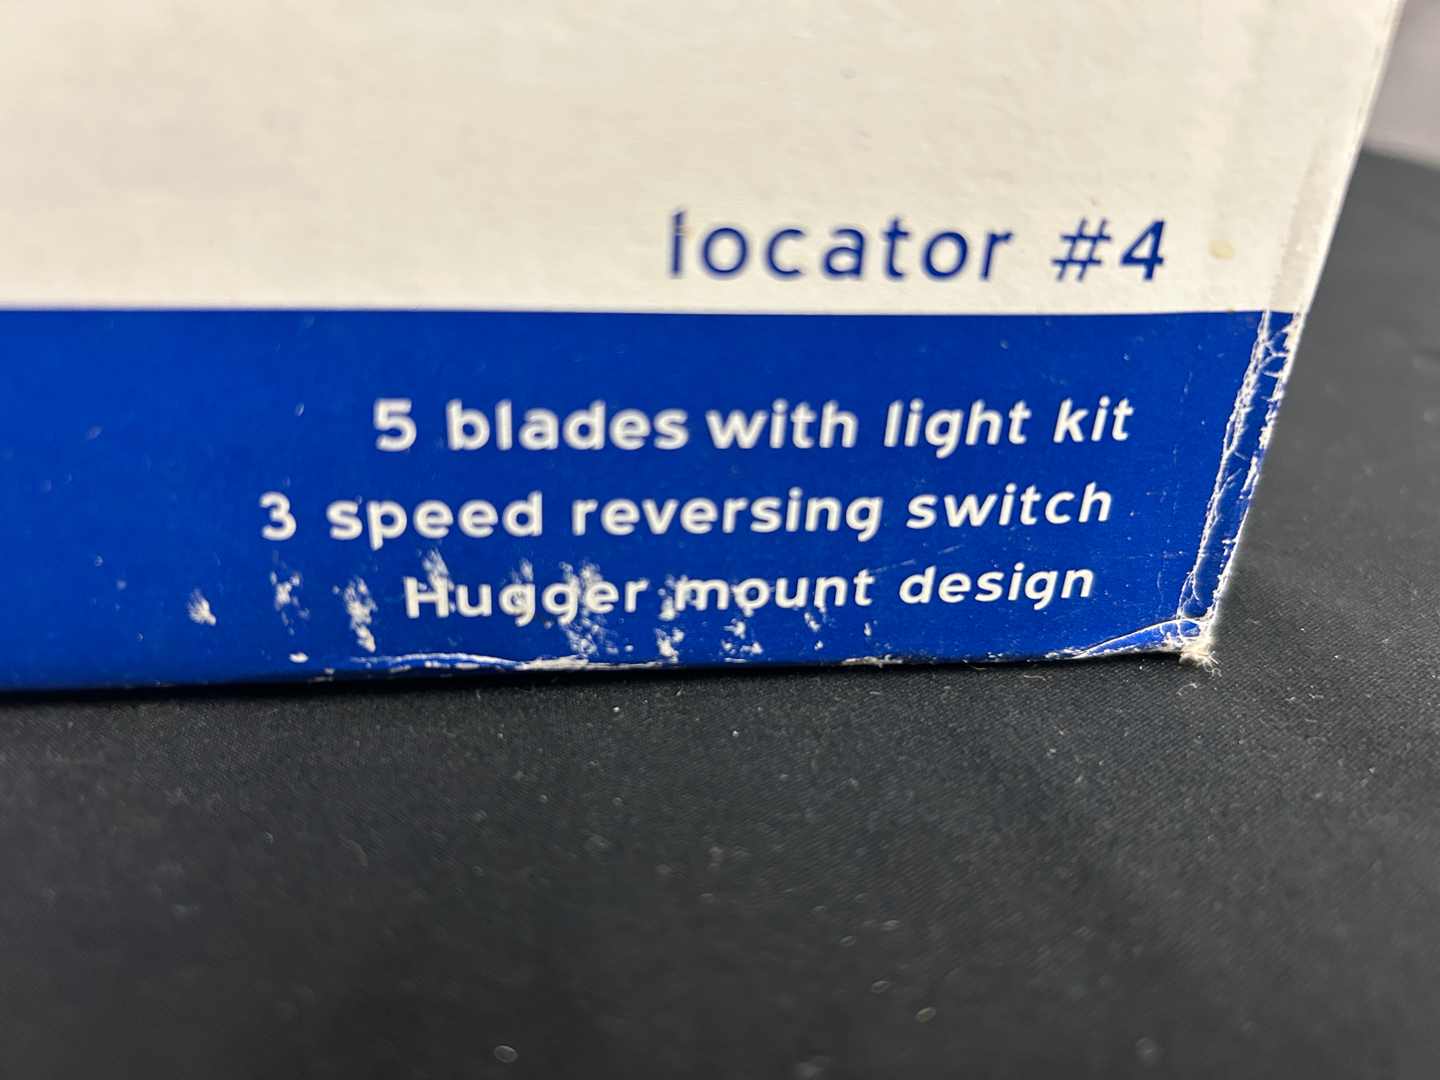 locator #4
5 blades with light kit
3 speed reversing switch
Hugger mount design